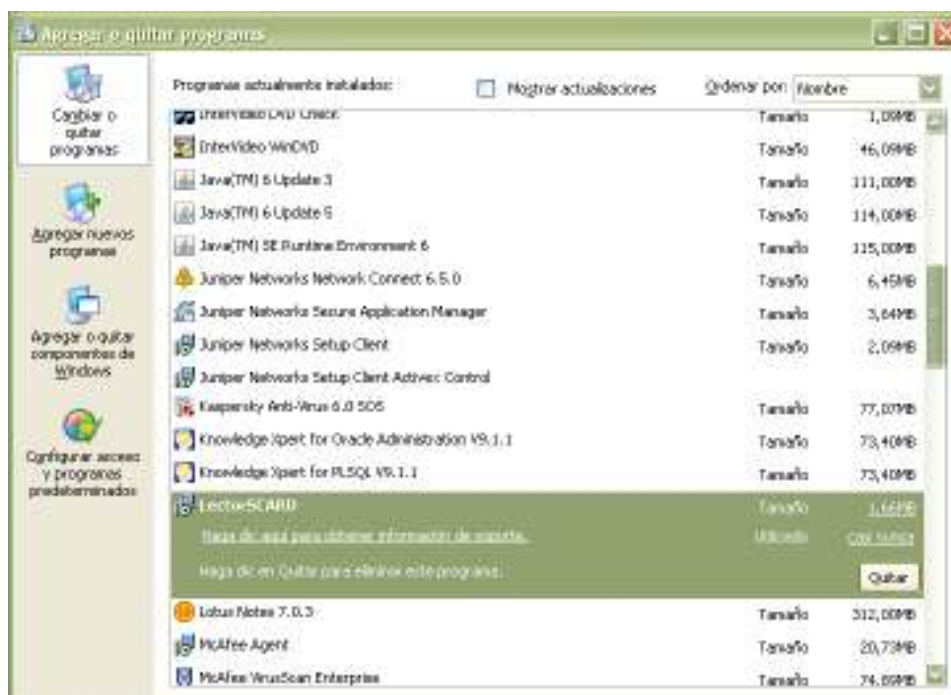 Agregar o quitar programas
Cambiar o
quitar
programas
Programas actualmente instalados:
Mostrar actualizaciones
Ordenar por: Nombre
InterVideo DVD Check Tamaño 1,09MB
InterVideo WinDVD Tamaño 46,09MB
Java(TM) 6 Update 3 Tamaño 111,00MB
Java(TM) 6 Update 5 Tamaño 114,00MB
Java(TM) SE Runtime Environment 6 Tamaño 115,00MB
Juniper Networks Network Connect 6.5.0 Tamaño 6,45MB
Juniper Networks Secure Application Manager Tamaño 3,64MB
Juniper Networks Setup Client Tamaño 2,09MB
Juniper Networks Setup Client Activex Control
Kaspersky Anti-Virus 6.0 SOS Tamaño 77,07MB
Knowledge Xpert for Oracle Administration V9.1.1 Tamaño 73,40MB
Knowledge Xpert for PLSQL V9.1.1 Tamaño 73,40MB
LectorSCARD Tamaño 1,66MB
Haga clic aquí para obtener información de soporte. Utilizado casi nunca
Haga clic en Quitar para eliminar este programa. Quitar
Lotus Notes 7.0.3 Tamaño 312,00MB
McAfee Agent Tamaño 20,73MB
McAfee VirusScan Enterprise Tamaño 74,89MB
Agregar nuevos
programas
Agregar o quitar
componentes de
Windows
Configurar acceso
y programas
predeterminados